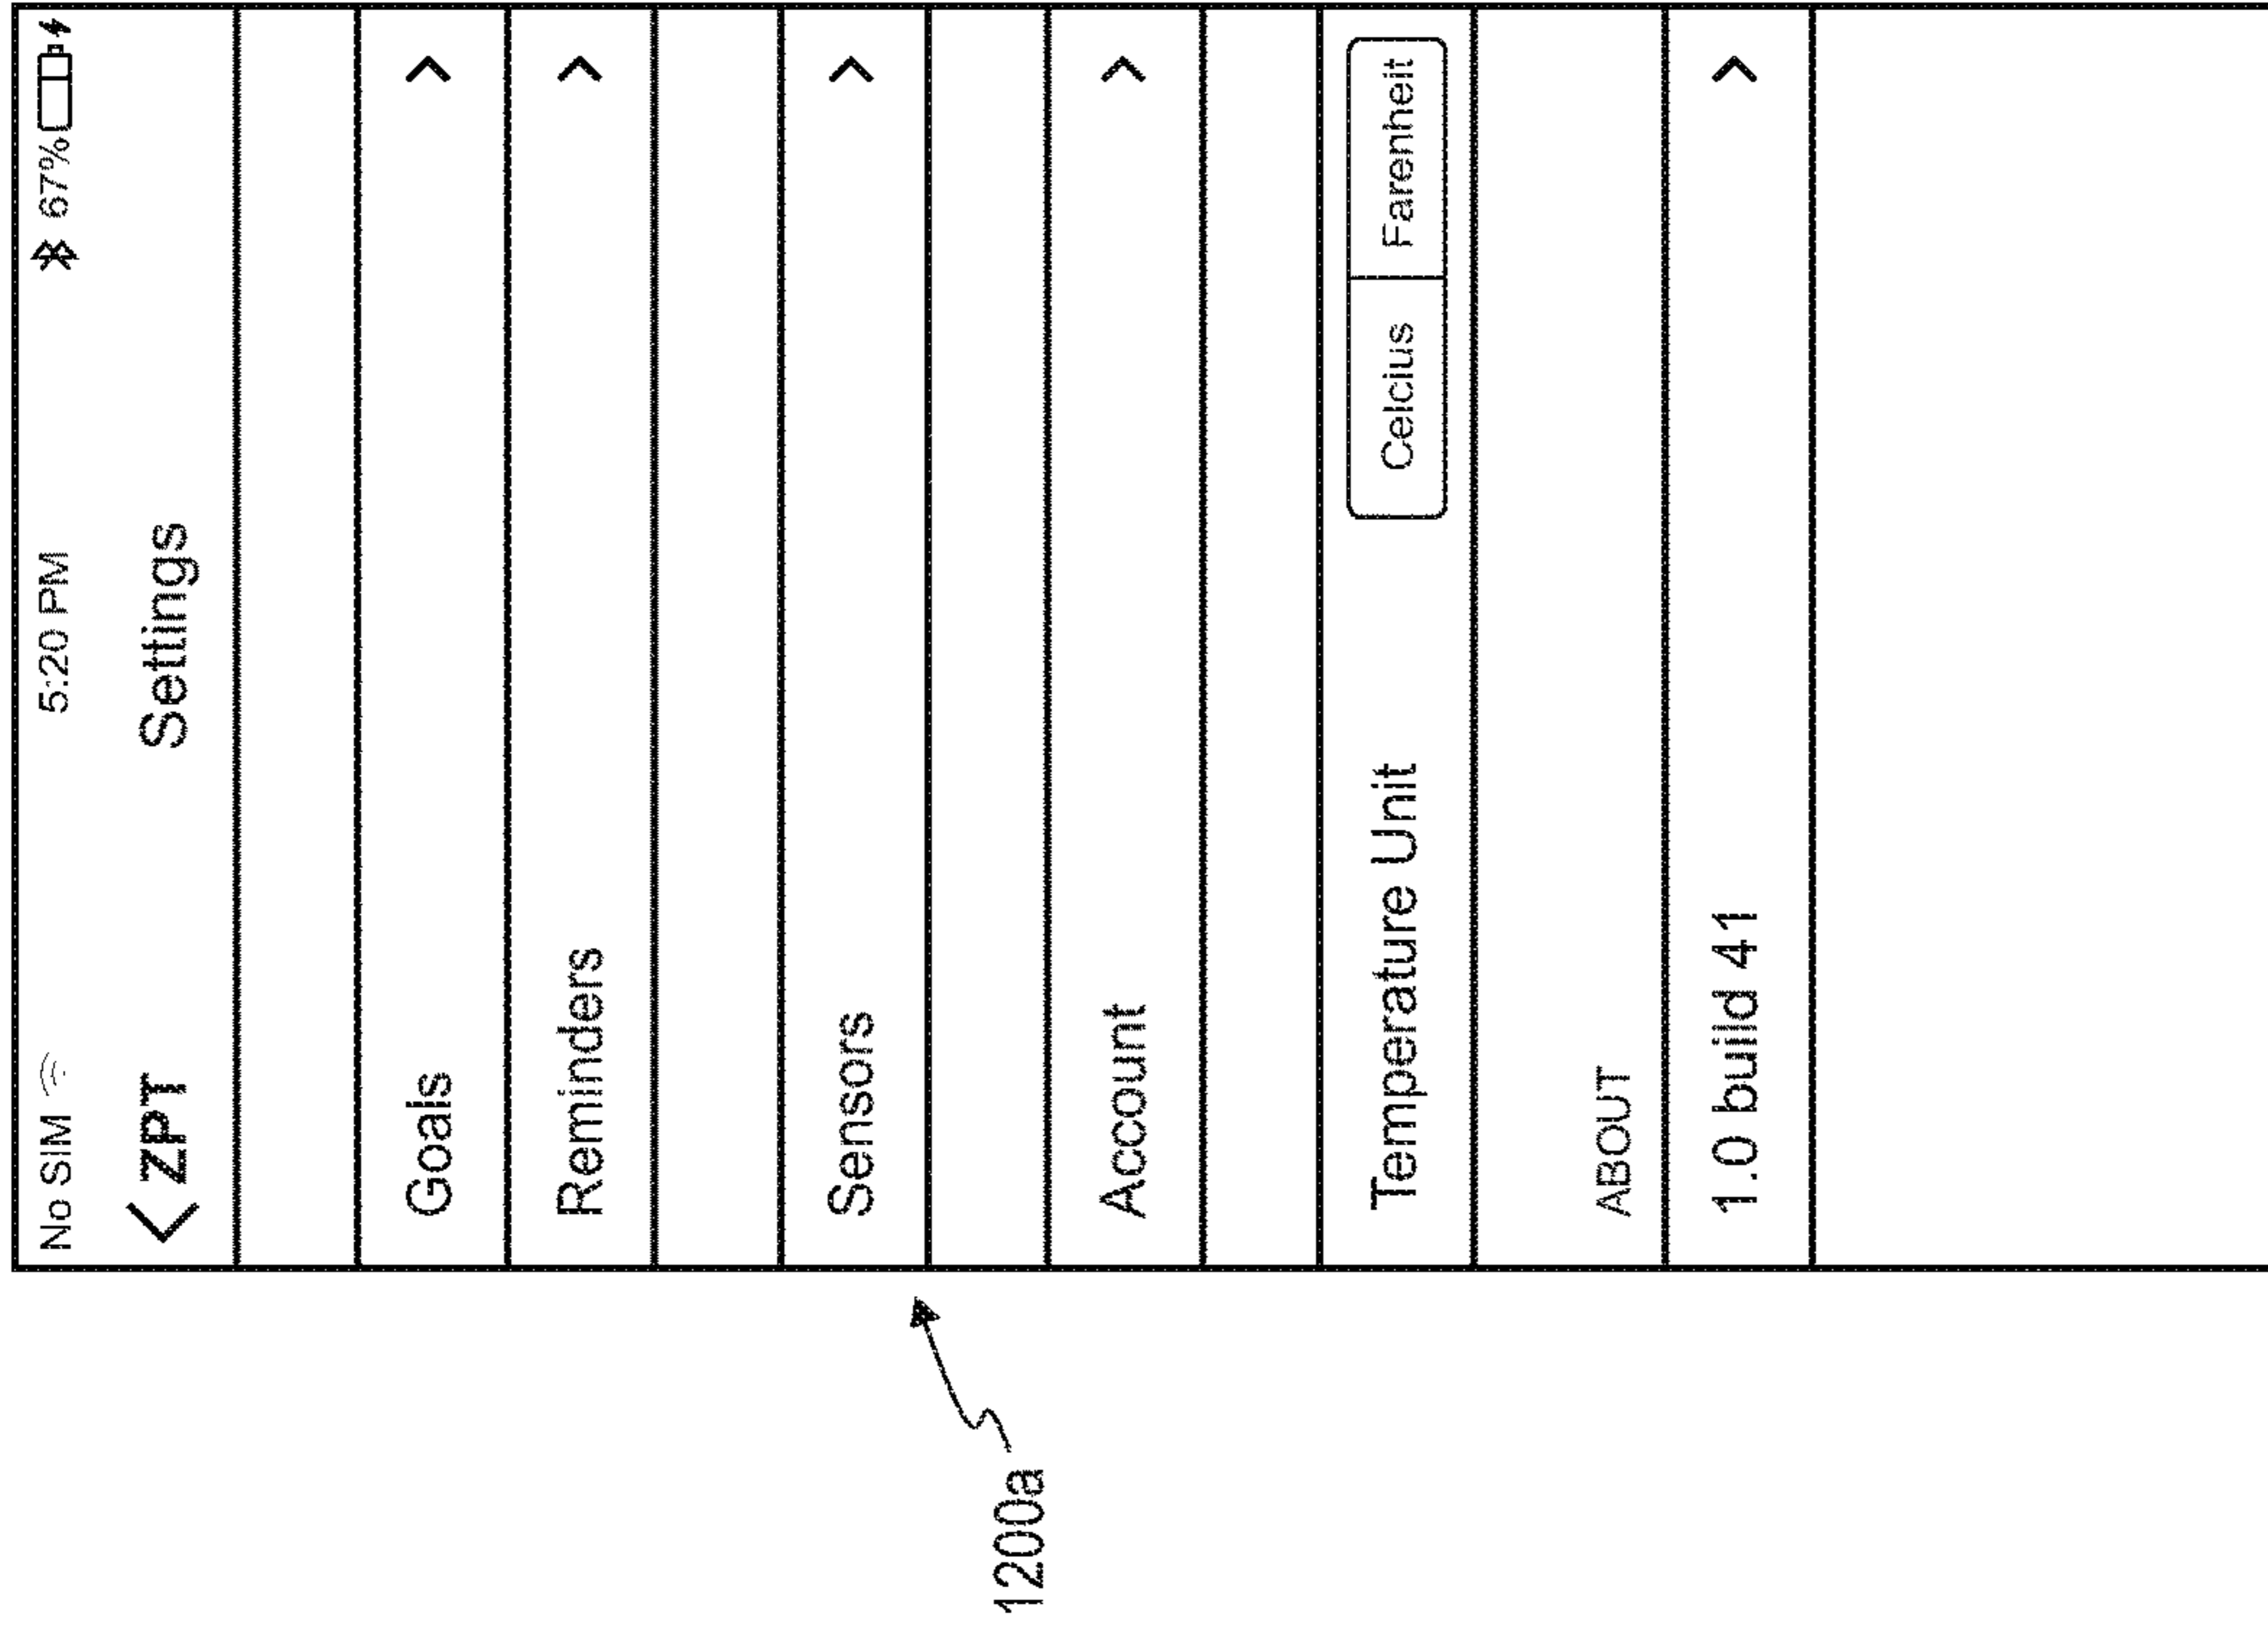 No SIM 5:20 PM 67%
< ZPT Settings
Goals >
Reminders >
Sensors >
Account >
Temperature Unit Celcius Farenheit
ABOUT
1.0 build 41 >
1200a